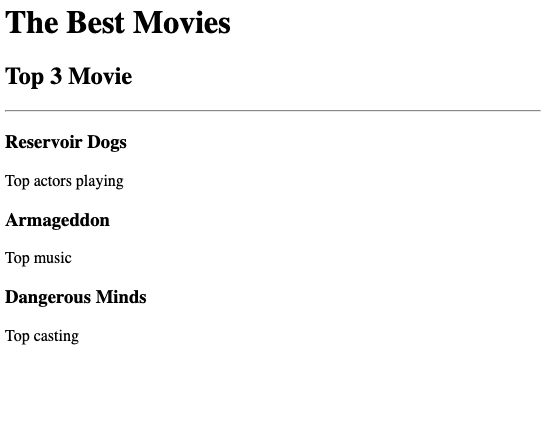 The Best Movies
Top 3 Movie
Reservoir Dogs
Top actors playing
Armageddon
Top music
Dangerous Minds
Top casting